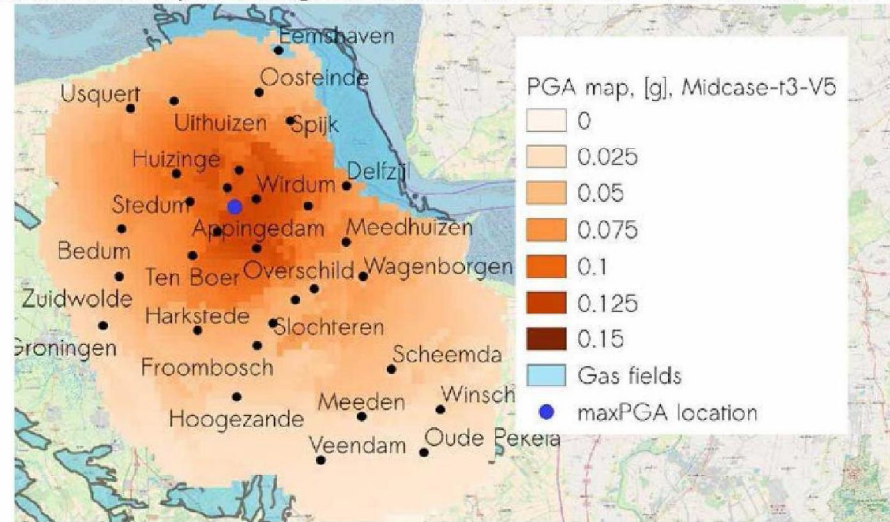 Eemshaven
Oosteinde
Usquert
Uithuizen
Spijk
Huizinge
Delfzijl
Wirdum
Stedum
Appingedam
Meedhuizen
Bedum
Ten Boer
Overschild
Wagenborgen
Zuidwolde
Harkstede
Slochteren
Groningen
Froombosch
Scheemda
Hoogezande
Meeden
Winsch
Veendam
Oude Pekela
PGA map, [g], Midcase-t3-V5
0
0.025
0.05
0.075
0.1
0.125
0.15
Gas fields
maxPGA location